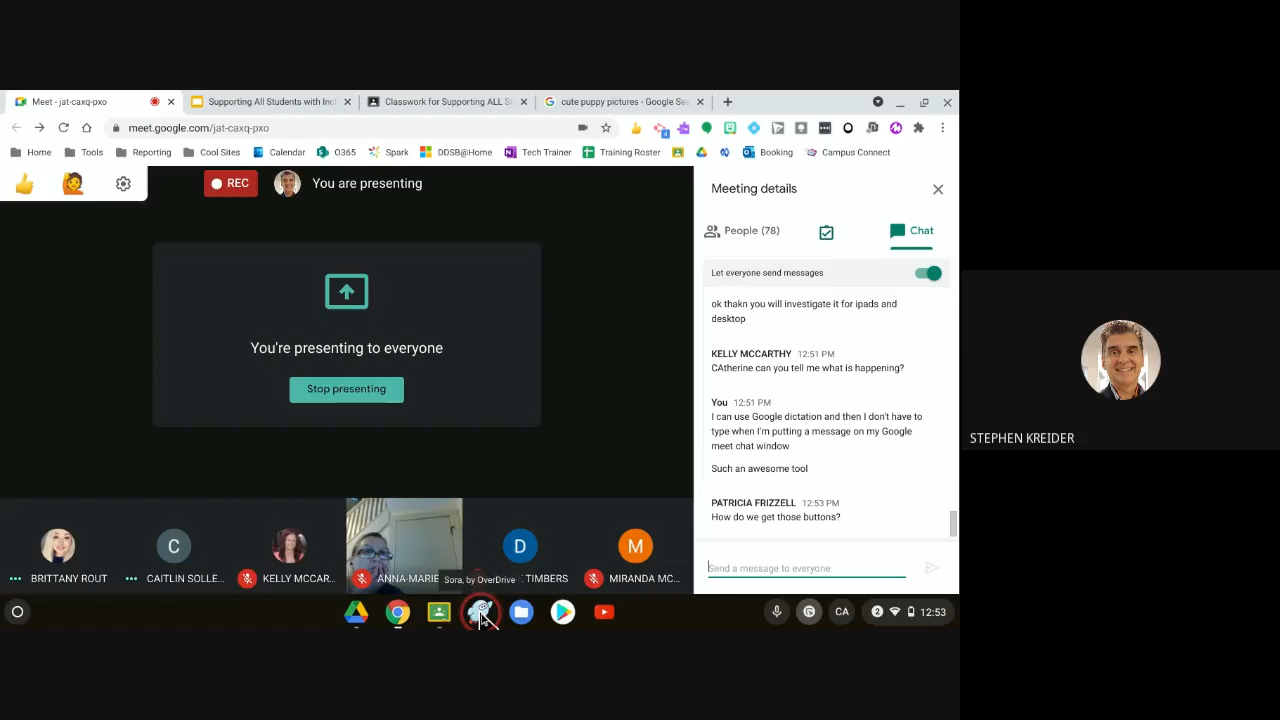 Meet - jat-caxq-pxo
Supporting All Students with Incl
Classwork for Supporting ALL St
cute puppy pictures - Google Sea
meet.google.com/jat-caxq-pxo
Home
Tools
Reporting
Cool Sites
Calendar
O365
Spark
DDSB@Home
Tech Trainer
Training Roster
Booking
Campus Connect
REC
You are presenting
Meeting details
People (78)
Chat
Let everyone send messages
ok thakn you will investigate it for ipads and
desktop
KELLY MCCARTHY 12:51 PM
CAtherine can you tell me what is happening?
You 12:51 PM
I can use Google dictation and then I don't have to
type when I'm putting a message on my Google
meet chat window
Such an awesome tool
PATRICIA FRIZZELL 12:53 PM
How do we get those buttons?
Send a message to everyone
You're presenting to everyone
Stop presenting
C
D
M
BRITTANY ROUT
CAITLIN SOLLE...
KELLY MCCAR...
ANNA-MARIE
Sora, by OverDrive
TIMBERS
MIRANDA MC...
CA
2
12:53
STEPHEN KREIDER